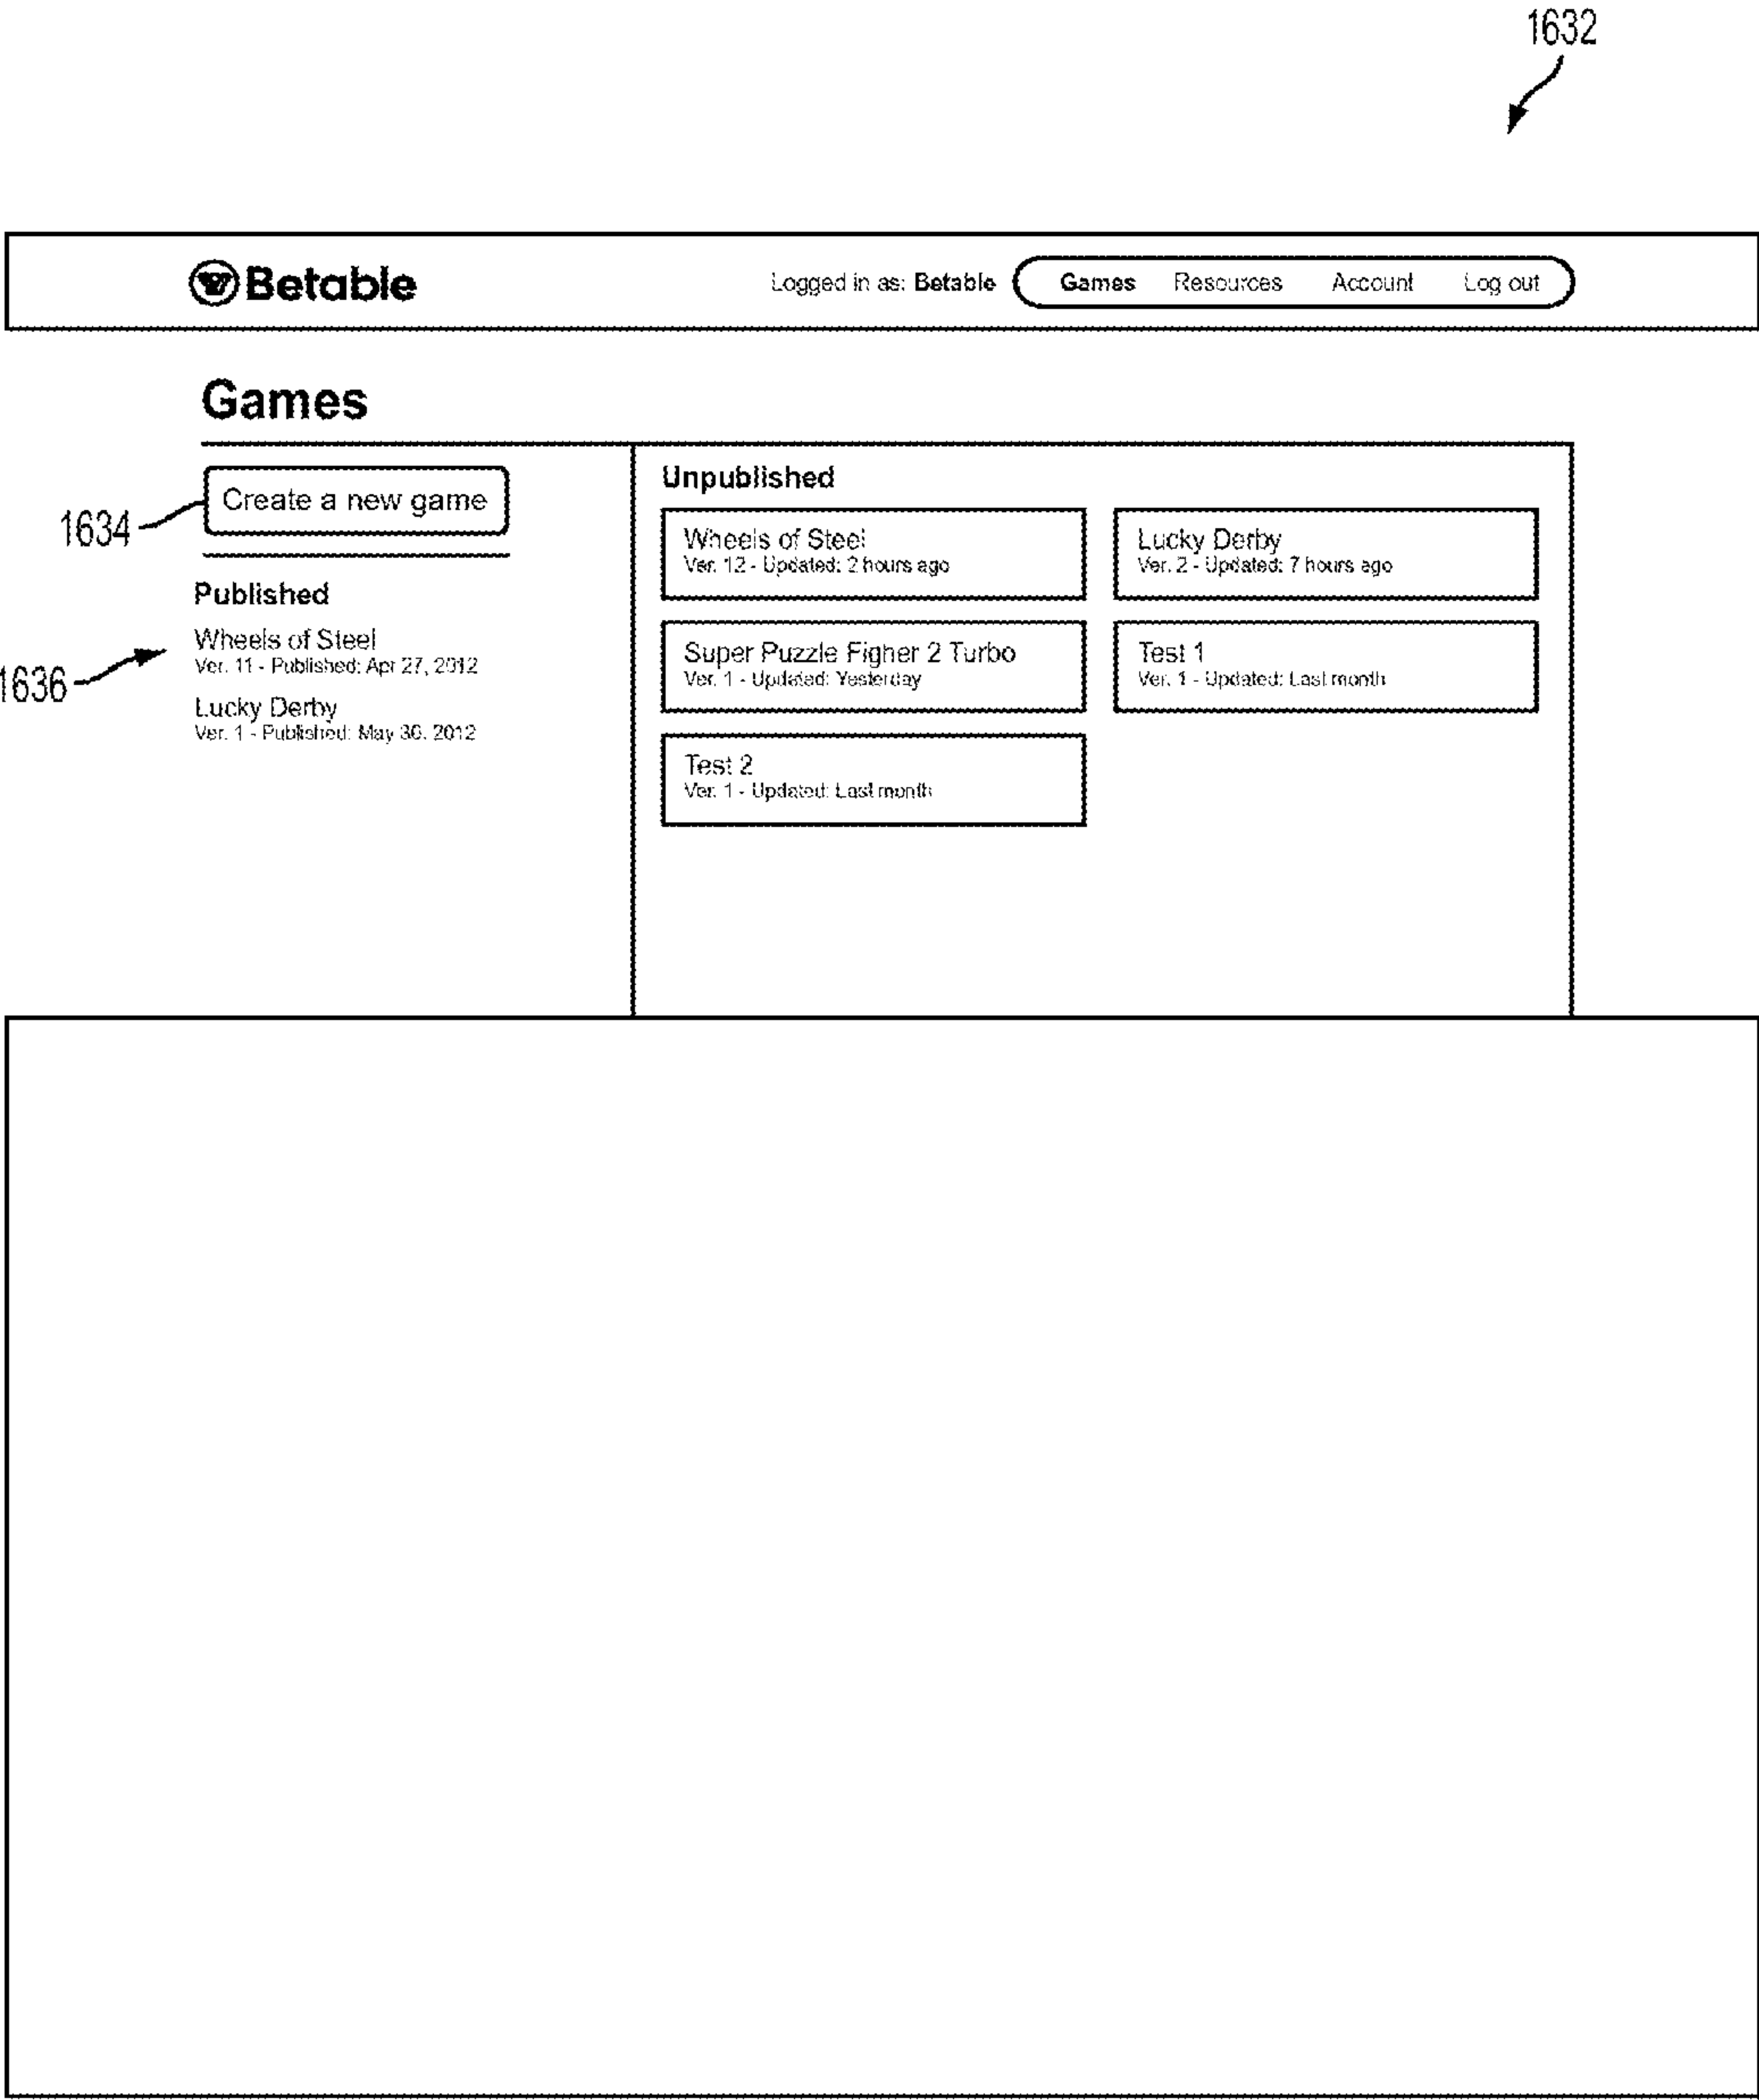 1632
Betable
Logged in as: Betable Games Resources Account Log out
Games
Create a new game
1634
Published
Wheels of Steel
Ver. 11 - Published: Apr 27, 2012
1636
Lucky Derby
Ver. 1 - Published: May 30, 2012
Unpublished
Wheels of Steel
Ver. 12 - Updated: 2 hours ago
Lucky Derby
Ver. 2 - Updated: 7 hours ago
Super Puzzle Figher 2 Turbo
Ver. 1 - Updated: Yesterday
Test 1
Ver. 1 - Updated: Last month
Test 2
Ver. 1 - Updated: Last month